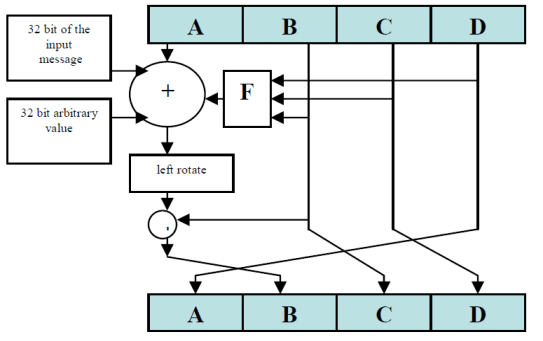 A B C D
32 bit of the
input
message
+
F
32 bit arbitrary
value
left rotate
A B C D